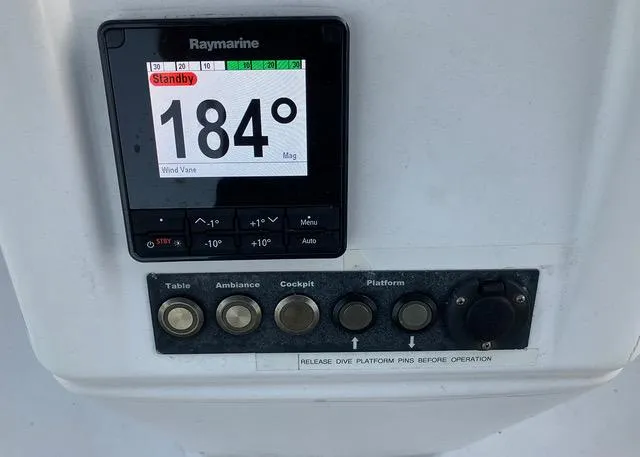 Raymarine
30 20 10 10 20 30
Standby
184°
Mag
Wind Vane
-1° +1° Menu
STBY -10° +10° Auto
Table Ambiance Cockpit Platform
RELEASE DIVE PLATFORM PINS BEFORE OPERATION